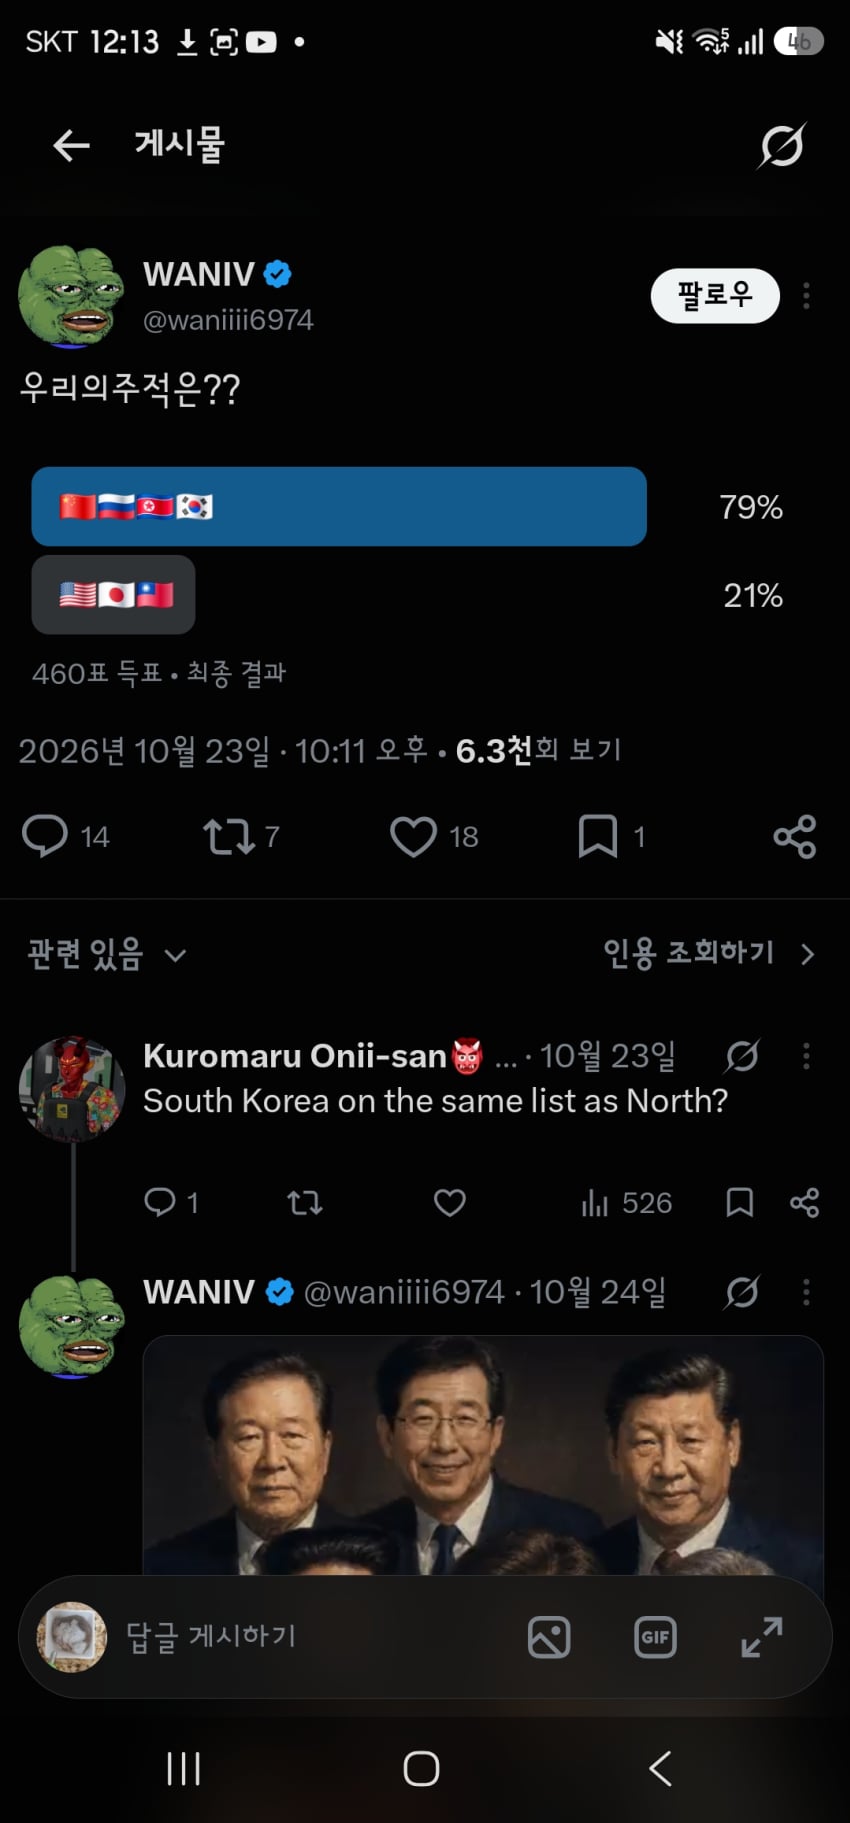 SKT 12:13
46
게시물
WANIV
팔로우
@waniiii6974
우리의주적은??
🇨🇳🇷🇺🇰🇵🇰🇷 79%
🇺🇸🇯🇵🇹🇼 21%
460표 득표 • 최종 결과
2026년 10월 23일 · 10:11 오후 • 6.3천회 보기
14 7 18 1
관련 있음 인용 조회하기
Kuromaru Onii-san👹 ... · 10월 23일
South Korea on the same list as North?
1 526
WANIV @waniiii6974 · 10월 24일
답글 게시하기
GIF